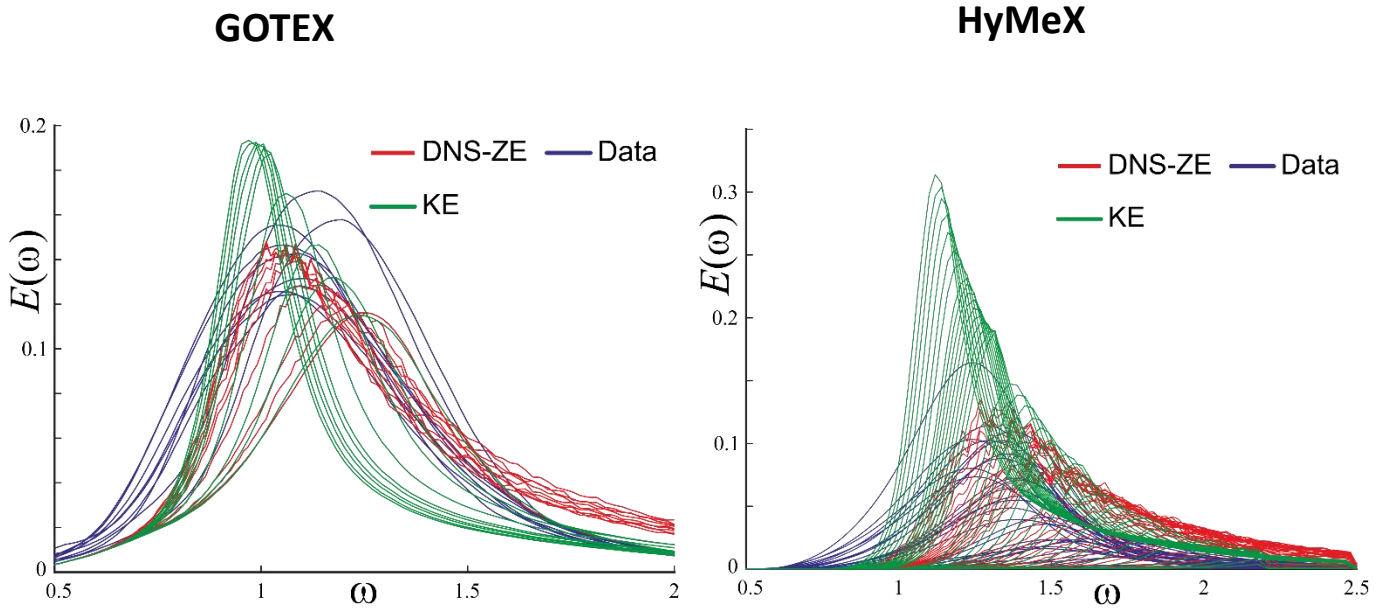 GOTEX
HyMeX
0.2
DNS-ZE
Data
KE
E(ω)
0.1
0
0.5
1
ω
1.5
2
0.3
DNS-ZE
Data
KE
E(ω)
0.2
0.1
0
0.5
1
ω
1.5
2
2.5